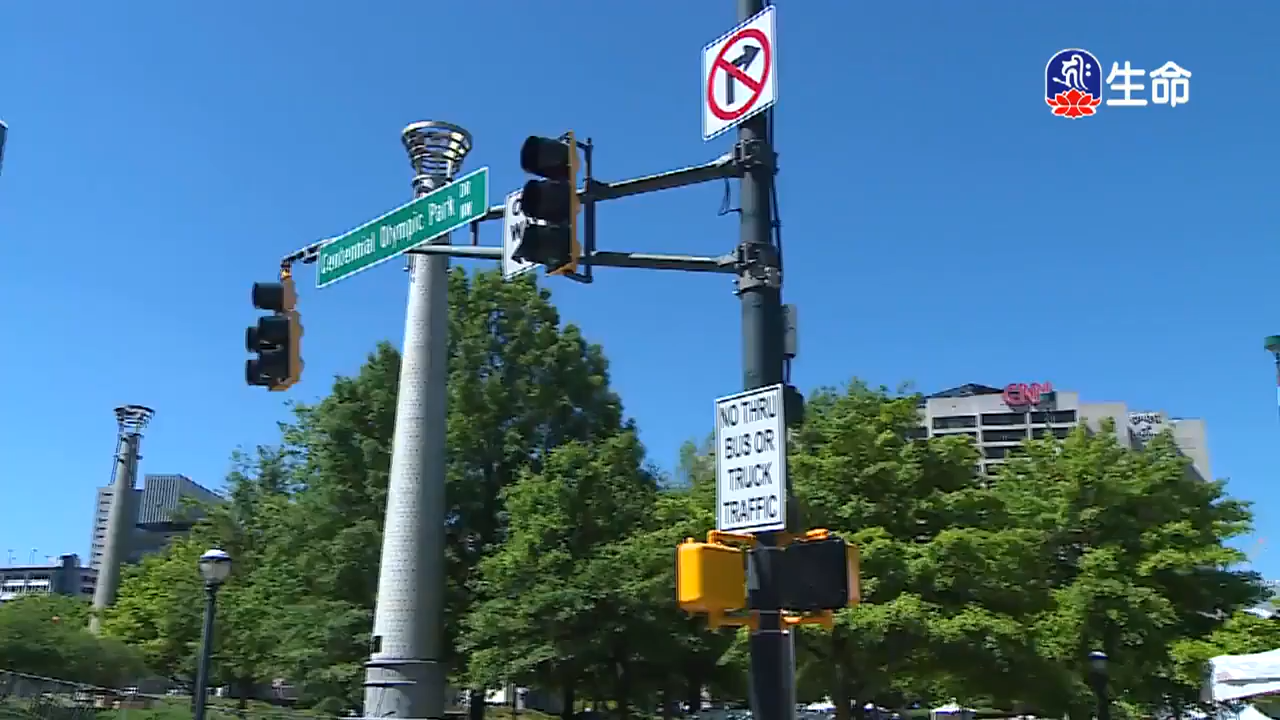 生命
Centennial Olympic Park DR
NW
CNN
NO THRU
BUS OR
TRUCK
TRAFFIC